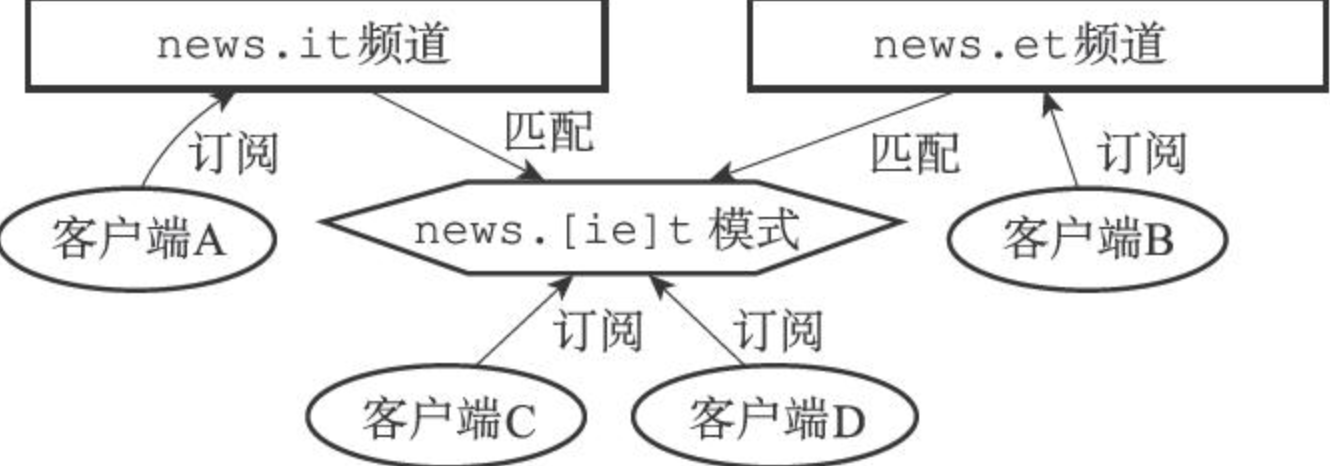 news.it频道
news.et频道
订阅
匹配
匹配
订阅
客户端A
news.[ie]t 模式
客户端B
订阅
订阅
客户端C
客户端D